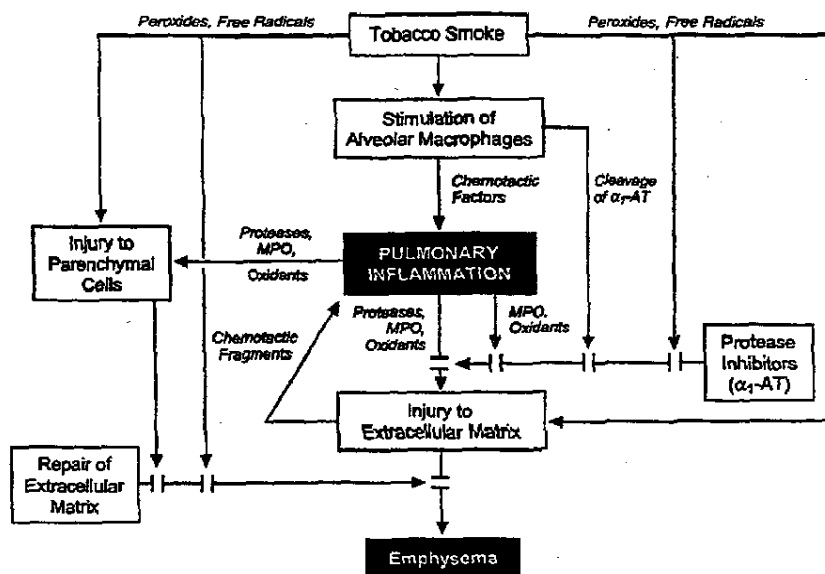 Peroxides, Free Radicals
Tobacco Smoke
Peroxides, Free Radicals
Stimulation of
Alveolar Macrophages
Chemotactic
Factors
Cleavage
of α₁-AT
Injury to
Parenchymal
Cells
Proteases,
MPO,
Oxidants
PULMONARY
INFLAMMATION
Chemotactic
Fragments
Proteases,
MPO,
Oxidants
MPO.
Oxidants
Protease
Inhibitors
(α₁-AT)
Injury to
Extracellular Matrix
Repair of
Extracellular
Matrix
Emphysema